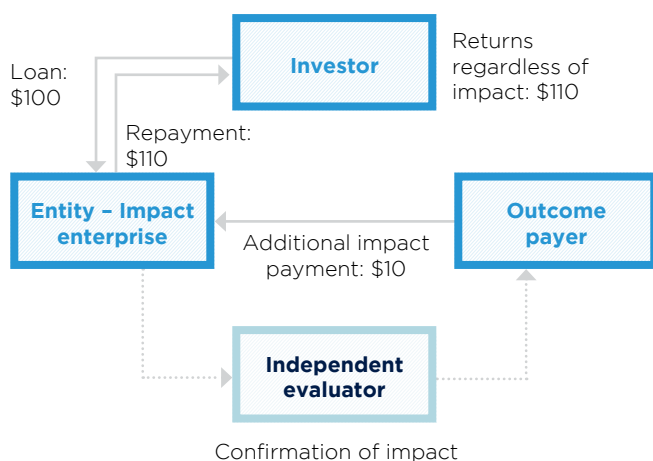 Investor
Returns
regardless of
impact: $110
Loan:
$100
Repayment:
$110
Entity – Impact
enterprise
Outcome
payer
Additional impact
payment: $10
Independent
evaluator
Confirmation of impact